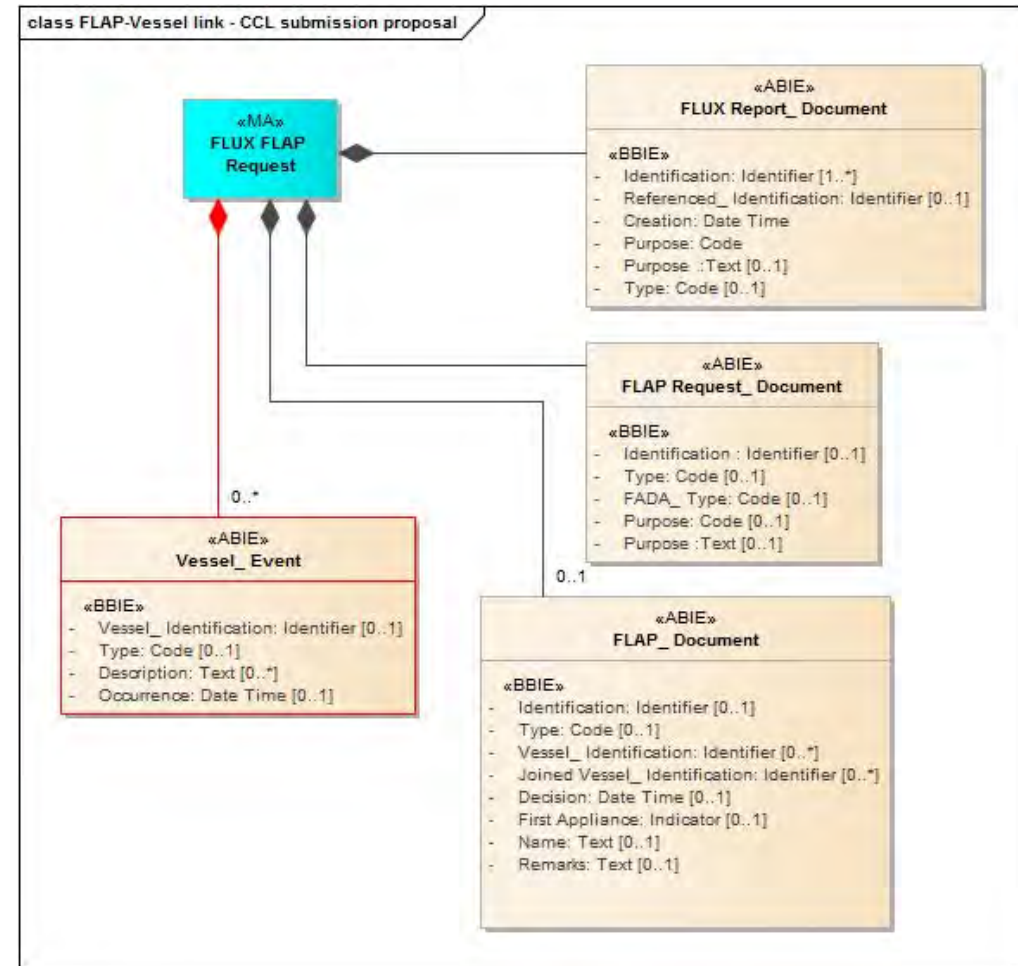 class FLAP-Vessel link - CCL submission proposal
«MA»
FLUX FLAP
Request
«ABIE»
FLUX Report_ Document
«BBIE»
- Identification: Identifier [1..*]
- Referenced_ Identification: Identifier [0..1]
- Creation: Date Time
- Purpose: Code
- Purpose .:Text [0..1]
- Type: Code [0..1]
«ABIE»
FLAP Request_ Document
«BBIE»
- Identification : Identifier [0..1]
- Type: Code [0..1]
- FADA_ Type: Code [0..1]
- Purpose: Code [0..1]
- Purpose :Text [0..1]
0..*
«ABIE»
Vessel_ Event
«BBIE»
- Vessel_ Identification: Identifier [0..1]
- Type: Code [0..1]
- Description: Text [0..*]
- Occurrence: Date Time [0..1]
0..1
«ABIE»
FLAP_ Document
«BBIE»
- Identification: Identifier [0..1]
- Type: Code [0..1]
- Vessel_ Identification: Identifier [0..*]
- Joined Vessel_ Identification: Identifier [0..*]
- Decision: Date Time [0..1]
- First Appliance: Indicator [0..1]
- Name: Text [0..1]
- Remarks: Text [0..1]